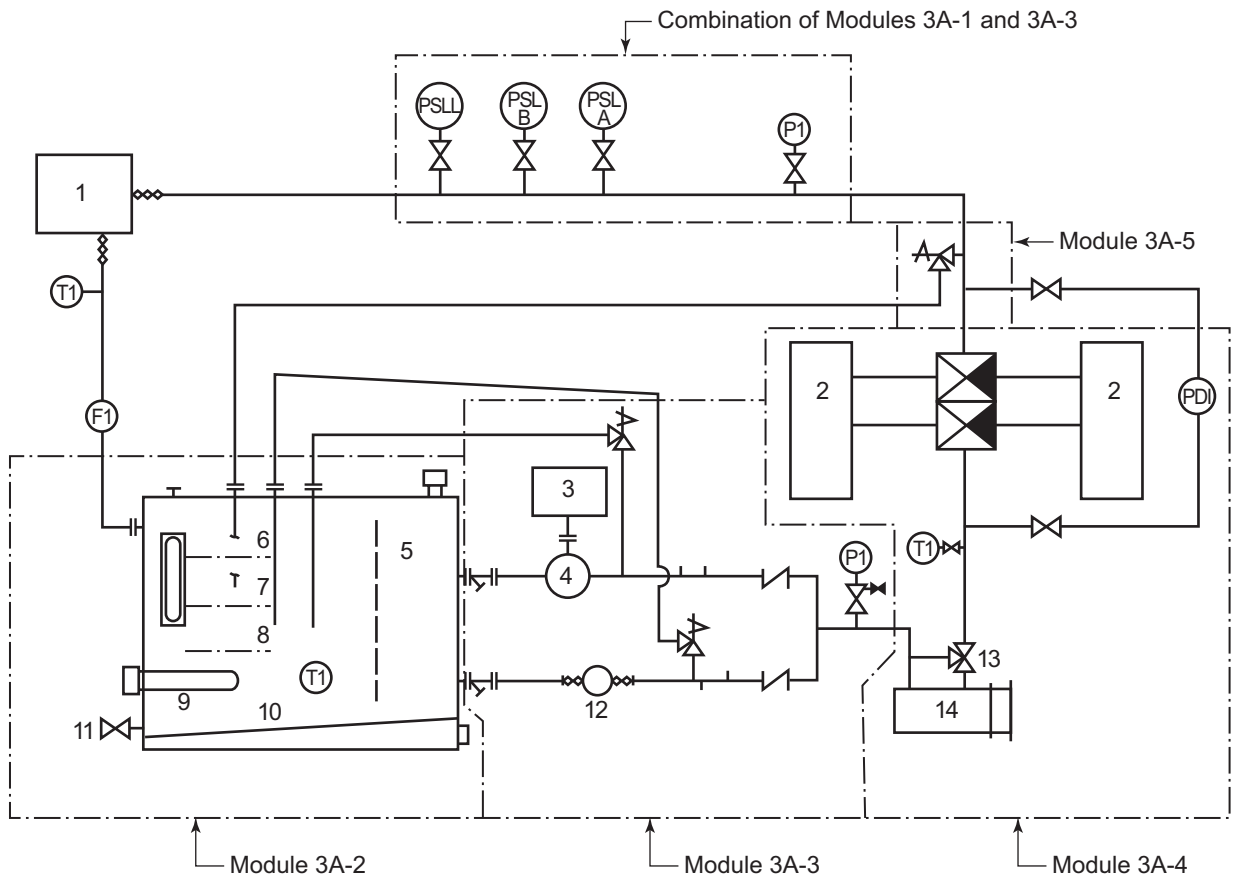 Combination of Modules 3A-1 and 3A-3
PSLL
PSL
B
PSL
A
P1
1
Module 3A-5
T1
2
2
PDI
F1
3
6
5
4
P1
T1
7
8
T1
13
9
10
12
14
11
Module 3A-2
Module 3A-3
Module 3A-4